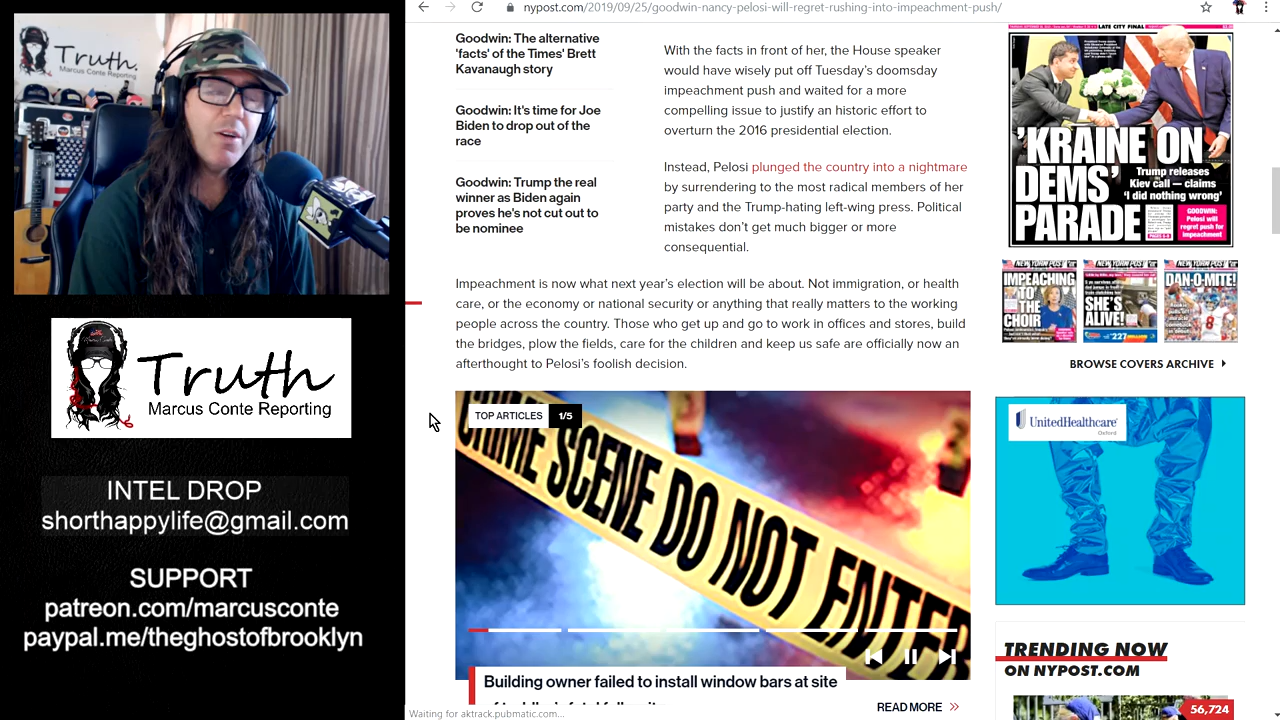 Truth.
Marcus Conte Reporting
Truth
Marcus Conte Reporting
INTEL DROP
shorthappylife@gmail.com
SUPPORT
patreon.com/marcusconte
paypal.me/theghostofbrooklyn
nypost.com/2019/09/25/goodwin-nancy-pelosi-will-regret-rushing-into-impeachment-push/
Goodwin: The alternative
'facts' of the Times' Brett
Kavanaugh story
Goodwin: It's time for Joe
Biden to drop out of the
race
Goodwin: Trump the real
winner as Biden again
proves he's not cut out to
be nominee
With the facts in front of her, the House speaker
would have wisely put off Tuesday's doomsday
impeachment push and waited for a more
compelling issue to justify an historic effort to
overturn the 2016 presidential election.
Instead, Pelosi plunged the country into a nightmare
by surrendering to the most radical members of her
party and the Trump-hating left-wing press. Political
mistakes don't get much bigger or more
consequential.
Impeachment is now what next year's election will be about. Not immigration, or health
care, or the economy or national security or anything that really matters to the working
people across the country. Those who get up and go to work in offices and stores, build
the bridges, plow the fields, care for the children and keep us safe are officially now an
afterthought to Pelosi's foolish decision.
TOP ARTICLES 1/5
CRIME SCENE DO NOT ENTER
Building owner failed to install window bars at site
READ MORE
Waiting for aktrack.pubmatic.com...
LATE CITY FINAL
'KRAINE ON
DEMS'
PARADE
Trump releases
Kiev call — claims
'I did nothing wrong'
GOODWIN:
Pelosi will
regret push for
impeachment
IMPEACHING
TO
THE
CHOIR
SHE'S
ALIVE!
$227
DAN-O-MITE!
BROWSE COVERS ARCHIVE
UnitedHealthcare
Oxford
TRENDING NOW
ON NYPOST.COM
56,724